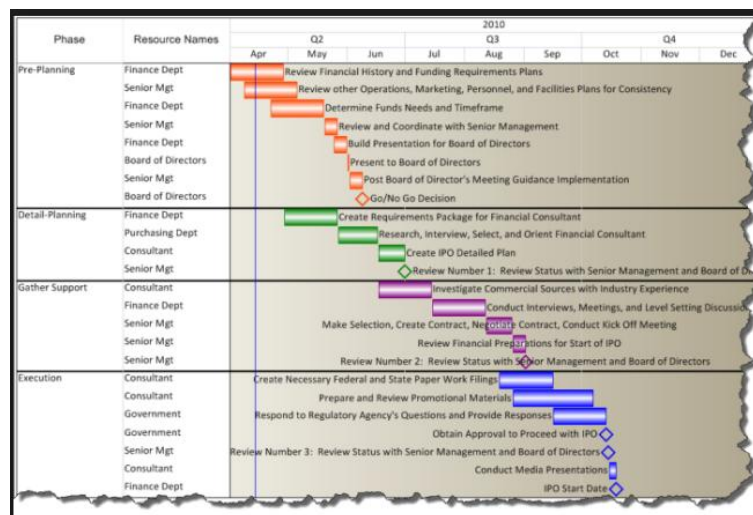 2010
Phase Resource Names Q2 Q3 Q4
Apr May Jun Jul Aug Sep Oct Nov Dec
Pre-Planning Finance Dept Review Financial History and Funding Requirements Plans
Senior Mgt Review other Operations, Marketing, Personnel, and Facilities Plans for Consistency
Finance Dept Determine Funds Needs and Timeframe
Senior Mgt Review and Coordinate with Senior Management
Finance Dept Build Presentation for Board of Directors
Board of Directors Present to Board of Directors
Senior Mgt Post Board of Director's Meeting Guidance Implementation
Board of Directors Go/No Go Decision
Detail-Planning Finance Dept Create Requirements Package for Financial Consultant
Purchasing Dept Research, Interview, Select, and Orient Financial Consultant
Consultant Create IPO Detailed Plan
Senior Mgt Review Number 1: Review Status with Senior Management and Board of Di
Gather Support Consultant Investigate Commercial Sources with Industry Experience
Finance Dept Conduct Interviews, Meetings, and Level Setting Discussio
Senior Mgt Make Selection, Create Contract, Negotiate Contract, Conduct Kick Off Meeting
Senior Mgt Review Financial Preparations for Start of IPO
Senior Mgt Review Number 2: Review Status with Senior Management and Board of Directors
Execution Consultant Create Necessary Federal and State Paper Work Filings
Consultant Prepare and Review Promotional Materials
Government Respond to Regulatory Agency's Questions and Provide Responses
Government Obtain Approval to Proceed with IPO
Senior Mgt Review Number 3: Review Status with Senior Management and Board of Directors
Consultant Conduct Media Presentations
Finance Dept IPO Start Date